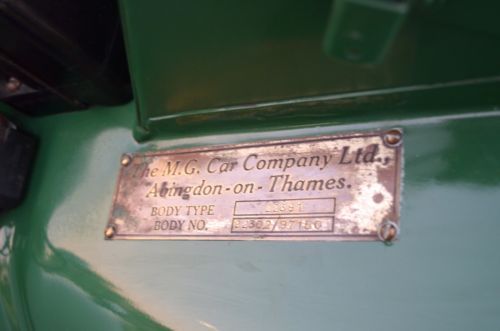 The M.G. Car Company Ltd.,
Abingdon-on-Thames.
BODY TYPE
BODY NO.